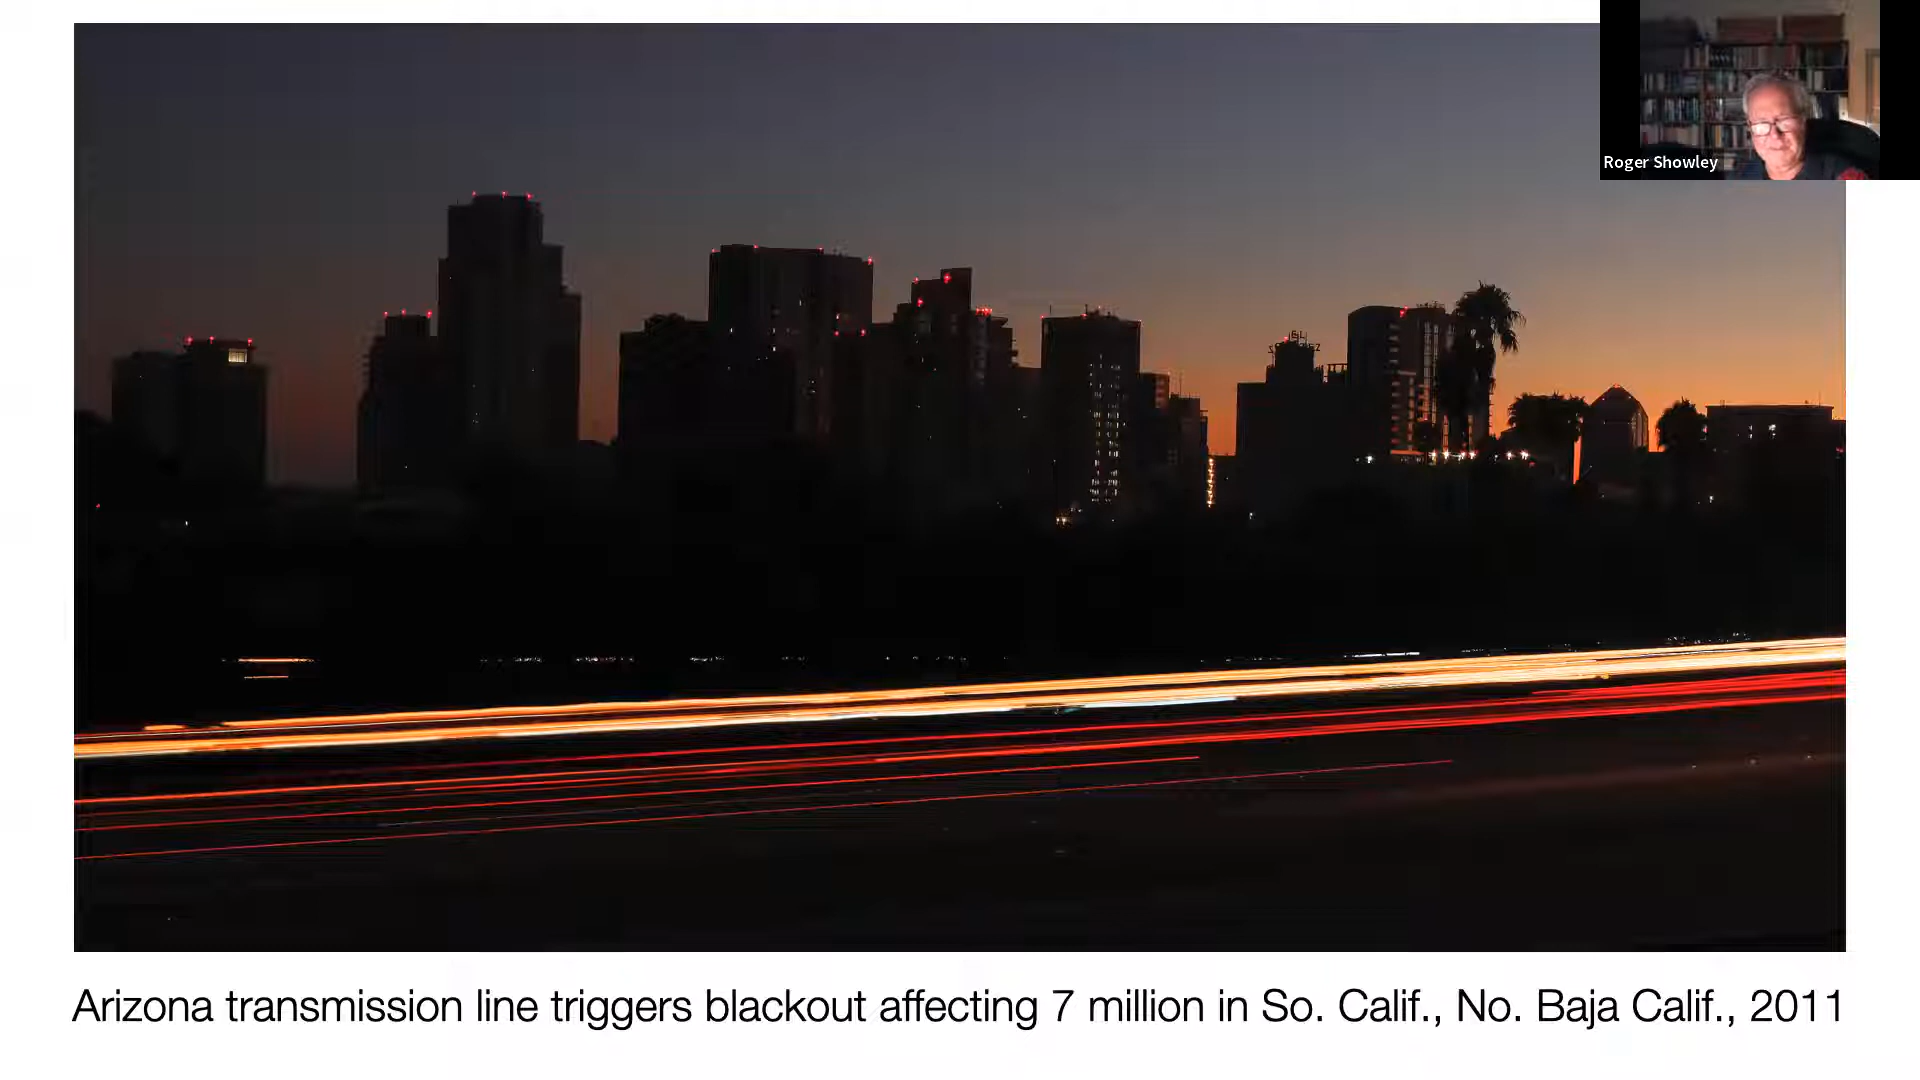 Roger Showley
Arizona transmission line triggers blackout affecting 7 million in So. Calif., No. Baja Calif., 2011